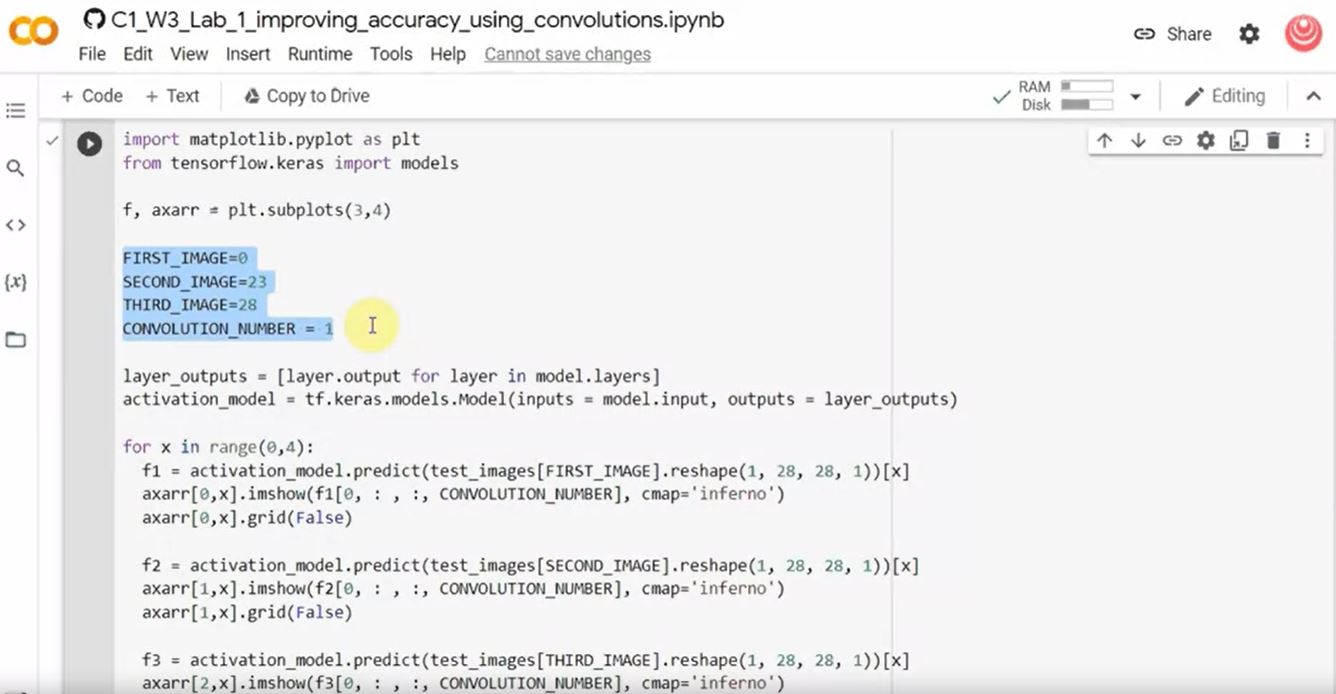 C1_W3_Lab_1_improving_accuracy_using_convolutions.ipynb
File Edit View Insert Runtime Tools Help Cannot save changes
Share
+ Code + Text Copy to Drive
RAM
Disk
Editing
import matplotlib.pyplot as plt
from tensorflow.keras import models
f, axarr = plt.subplots(3,4)
FIRST_IMAGE=0
SECOND_IMAGE=23
THIRD_IMAGE=28
CONVOLUTION_NUMBER = 1
layer_outputs = [layer.output for layer in model.layers]
activation_model = tf.keras.models.Model(inputs = model.input, outputs = layer_outputs)
for x in range(0,4):
  f1 = activation_model.predict(test_images[FIRST_IMAGE].reshape(1, 28, 28, 1))[x]
  axarr[0,x].imshow(f1[0, : , :, CONVOLUTION_NUMBER], cmap='inferno')
  axarr[0,x].grid(False)
  f2 = activation_model.predict(test_images[SECOND_IMAGE].reshape(1, 28, 28, 1))[x]
  axarr[1,x].imshow(f2[0, : , :, CONVOLUTION_NUMBER], cmap='inferno')
  axarr[1,x].grid(False)
  f3 = activation_model.predict(test_images[THIRD_IMAGE].reshape(1, 28, 28, 1))[x]
  axarr[2,x].imshow(f3[0, : , :, CONVOLUTION_NUMBER], cmap='inferno')